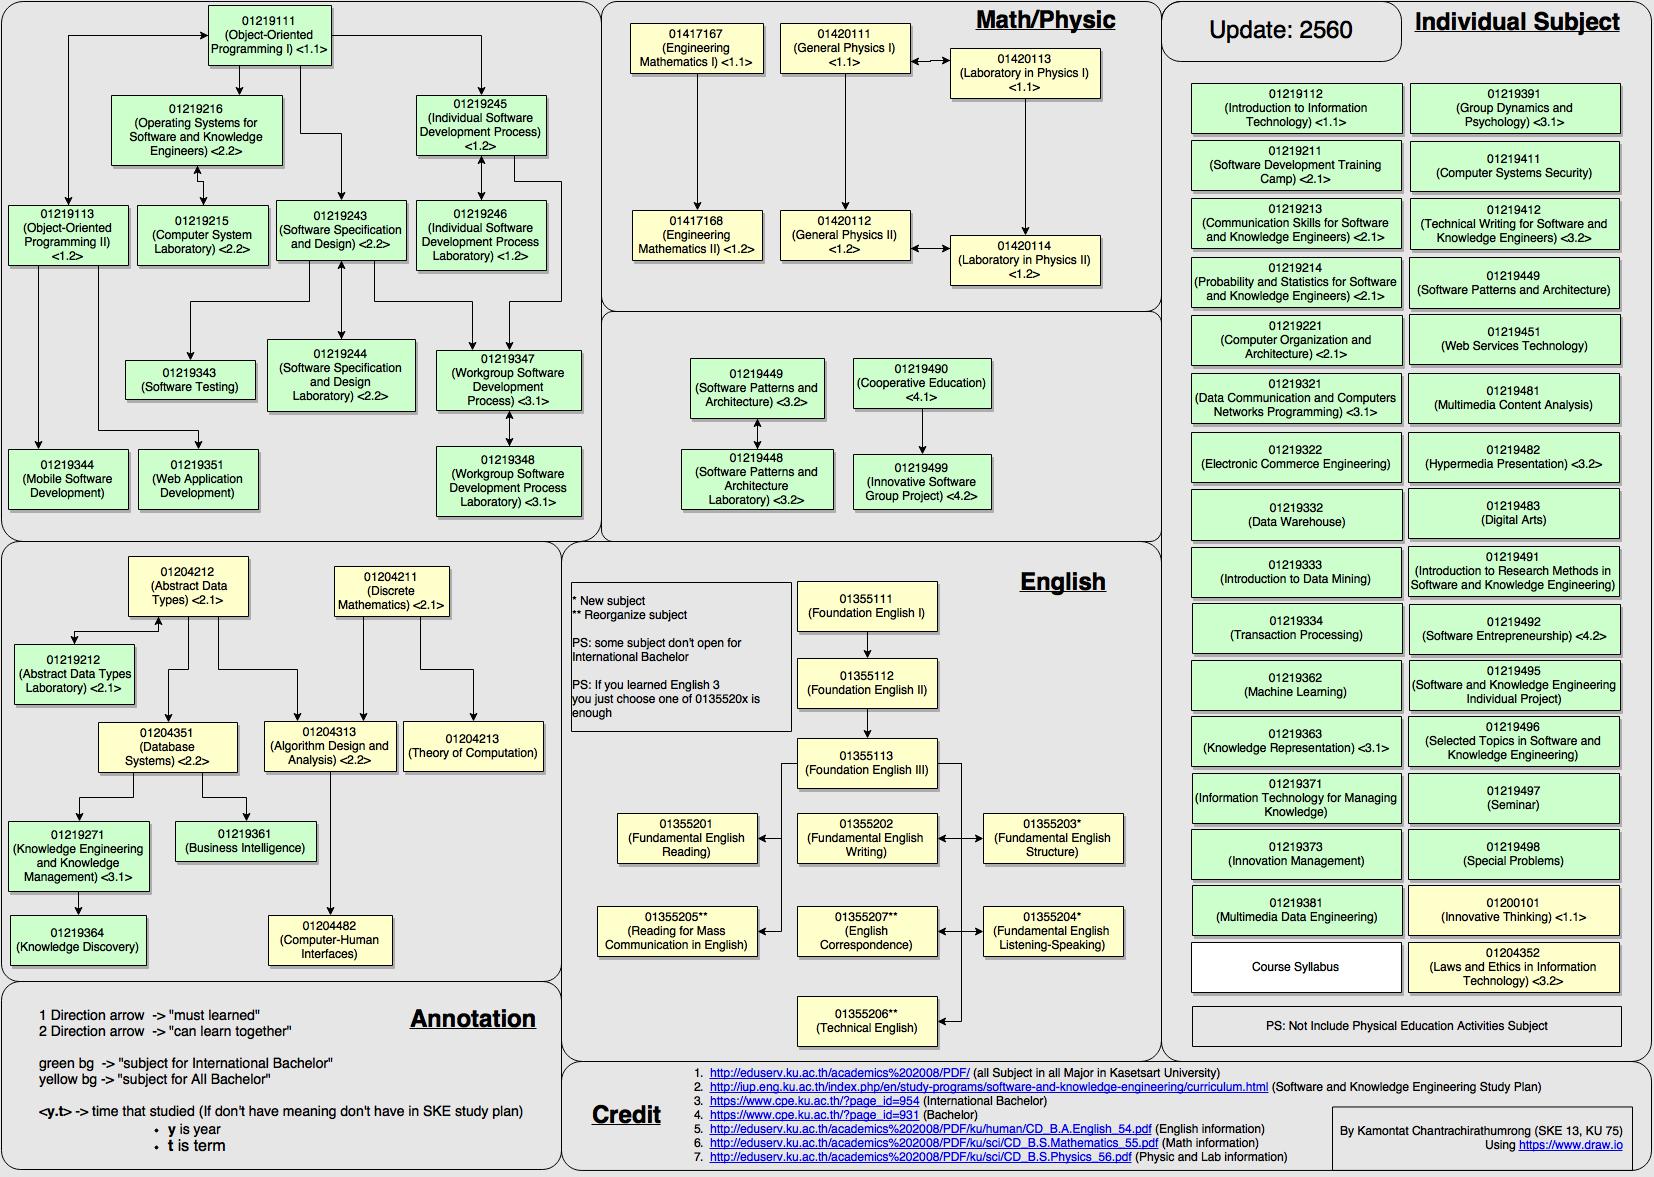 01219111
(Object-Oriented
Programming I) <1.1>
01219216
(Operating Systems for
Software and Knowledge
Engineers) <2.2>
01219245
(Individual Software
Development Process)
<1.2>
01219113
(Object-Oriented
Programming II)
<1.2>
01219215
(Computer System
Laboratory) <2.2>
01219243
(Software Specification
and Design) <2.2>
01219246
(Individual Software
Development Process
Laboratory) <1.2>
01219343
(Software Testing)
01219244
(Software Specification
and Design
Laboratory) <2.2>
01219347
(Workgroup Software
Development
Process) <3.1>
01219344
(Mobile Software
Development)
01219351
(Web Application
Development)
01219348
(Workgroup Software
Development Process
Laboratory) <3.1>
Math/Physic
01417167
(Engineering
Mathematics I) <1.1>
01420111
(General Physics I)
<1.1>
01420113
(Laboratory in Physics I)
<1.1>
01417168
(Engineering
Mathematics II) <1.2>
01420112
(General Physics II)
<1.2>
01420114
(Laboratory in Physics II)
<1.2>
01219449
(Software Patterns and
Architecture) <3.2>
01219490
(Cooperative Education)
<4.1>
01219448
(Software Patterns and
Architecture
Laboratory) <3.2>
01219499
(Innovative Software
Group Project) <4.2>
Update: 2560
Individual Subject
01219112
(Introduction to Information
Technology) <1.1>
01219391
(Group Dynamics and
Psychology) <3.1>
01219211
(Software Development Training
Camp) <2.1>
01219411
(Computer Systems Security)
01219213
(Communication Skills for Software
and Knowledge Engineers) <2.1>
01219412
(Technical Writing for Software and
Knowledge Engineers) <3.2>
01219214
(Probability and Statistics for Software
and Knowledge Engineers) <2.1>
01219449
(Software Patterns and Architecture)
01219221
(Computer Organization and
Architecture) <2.1>
01219451
(Web Services Technology)
01219321
(Data Communication and Computers
Networks Programming) <3.1>
01219481
(Multimedia Content Analysis)
01219322
(Electronic Commerce Engineering)
01219482
(Hypermedia Presentation) <3.2>
01219332
(Data Warehouse)
01219483
(Digital Arts)
01219333
(Introduction to Data Mining)
01219491
(Introduction to Research Methods in
Software and Knowledge Engineering)
01219334
(Transaction Processing)
01219492
(Software Entrepreneurship) <4.2>
01219362
(Machine Learning)
01219495
(Software and Knowledge Engineering
Individual Project)
01219363
(Knowledge Representation) <3.1>
01219496
(Selected Topics in Software and
Knowledge Engineering)
01219371
(Information Technology for Managing
Knowledge)
01219497
(Seminar)
01219373
(Innovation Management)
01219498
(Special Problems)
01219381
(Multimedia Data Engineering)
01200101
(Innovative Thinking) <1.1>
Course Syllabus
01204352
(Laws and Ethics in Information
Technology) <3.2>
PS: Not Include Physical Education Activities Subject
01204212
(Abstract Data
Types) <2.1>
01204211
(Discrete
Mathematics) <2.1>
01219212
(Abstract Data Types
Laboratory) <2.1>
01204351
(Database
Systems) <2.2>
01204313
(Algorithm Design and
Analysis) <2.2>
01204213
(Theory of Computation)
01219271
(Knowledge Engineering
and Knowledge
Management) <3.1>
01219361
(Business Intelligence)
01219364
(Knowledge Discovery)
01204482
(Computer-Human
Interfaces)
English
* New subject
** Reorganize subject
PS: some subject don't open for
International Bachelor
PS: If you learned English 3
you just choose one of 0135520x is
enough
01355111
(Foundation English I)
01355112
(Foundation English II)
01355113
(Foundation English III)
01355201
(Fundamental English
Reading)
01355202
(Fundamental English
Writing)
01355203*
(Fundamental English
Structure)
01355205**
(Reading for Mass
Communication in English)
01355207**
(English
Correspondence)
01355204*
(Fundamental English
Listening-Speaking)
01355206**
(Technical English)
Annotation
1 Direction arrow -> "must learned"
2 Direction arrow -> "can learn together"
green bg -> "subject for International Bachelor"
yellow bg -> "subject for All Bachelor"
<y.t> -> time that studied (If don't have meaning don't have in SKE study plan)
• y is year
• t is term
Credit
1. http://eduserv.ku.ac.th/academics%202008/PDF/ (all Subject in all Major in Kasetsart University)
2. http://iup.eng.ku.ac.th/index.php/en/study-programs/software-and-knowledge-engineering/curriculum.html (Software and Knowledge Engineering Study Plan)
3. https://www.cpe.ku.ac.th/?page_id=954 (International Bachelor)
4. https://www.cpe.ku.ac.th/?page_id=931 (Bachelor)
5. http://eduserv.ku.ac.th/academics%202008/PDF/ku/human/CD_B.A.English_54.pdf (English information)
6. http://eduserv.ku.ac.th/academics%202008/PDF/ku/sci/CD_B.S.Mathematics_55.pdf (Math information)
7. http://eduserv.ku.ac.th/academics%202008/PDF/ku/sci/CD_B.S.Physics_56.pdf (Physic and Lab information)
By Kamontat Chantrachirathumrong (SKE 13, KU 75)
Using https://www.draw.io